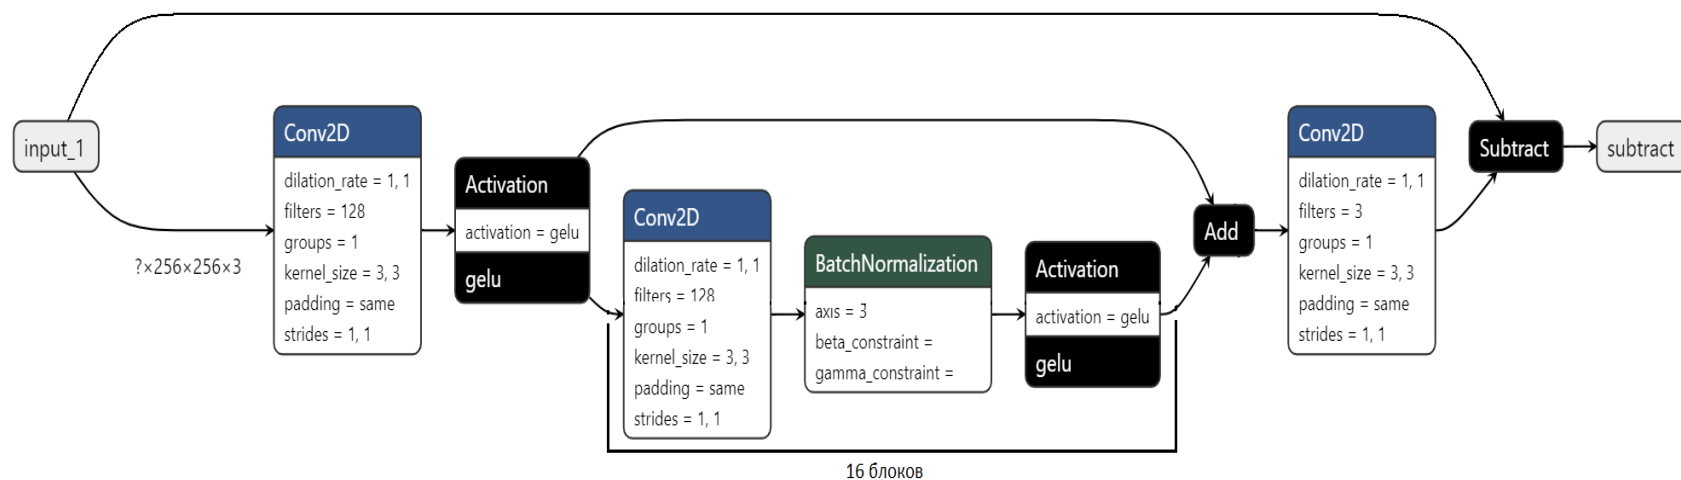 input_1
?×256×256×3
Conv2D
dilation_rate = 1, 1
filters = 128
groups = 1
kernel_size = 3, 3
padding = same
strides = 1, 1
Activation
activation = gelu
gelu
Conv2D
dilation_rate = 1, 1
filters = 128
groups = 1
kernel_size = 3, 3
padding = same
strides = 1, 1
BatchNormalization
axis = 3
beta_constraint =
gamma_constraint =
Activation
activation = gelu
gelu
16 блоков
Add
Conv2D
dilation_rate = 1, 1
filters = 3
groups = 1
kernel_size = 3, 3
padding = same
strides = 1, 1
Subtract
subtract